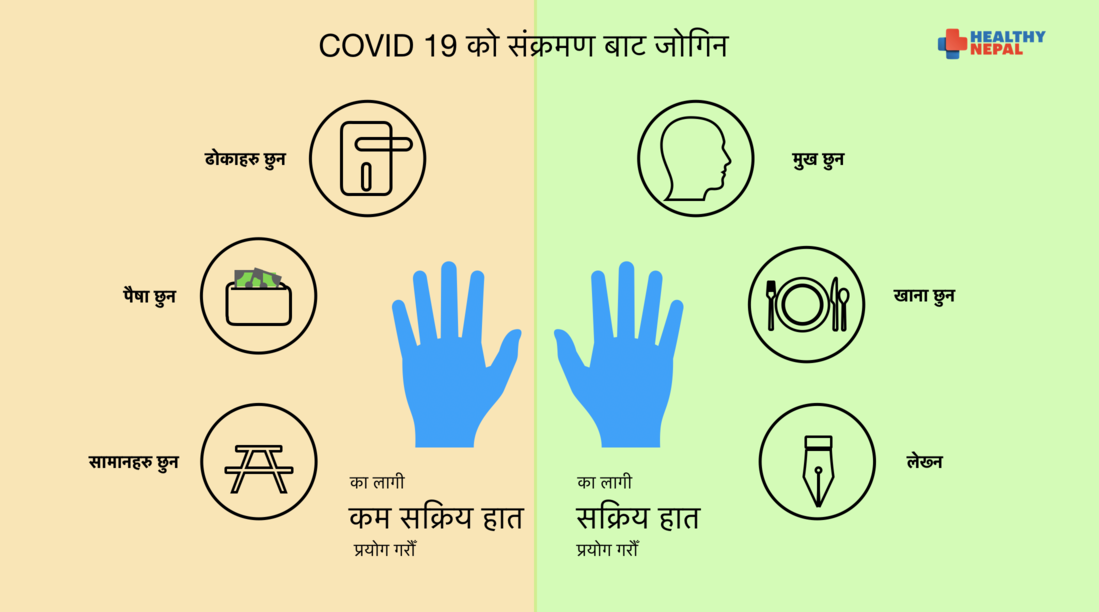 COVID 19 को संक्रमण बाट जोगिन
HEALTHY
NEPAL
ढोकाहरु छुन
पैषा छुन
सामानहरु छुन
का लागी
कम सक्रिय हात
प्रयोग गरौँ
मुख छुन
खाना छुन
लेख्न
का लागी
सक्रिय हात
प्रयोग गरौँ